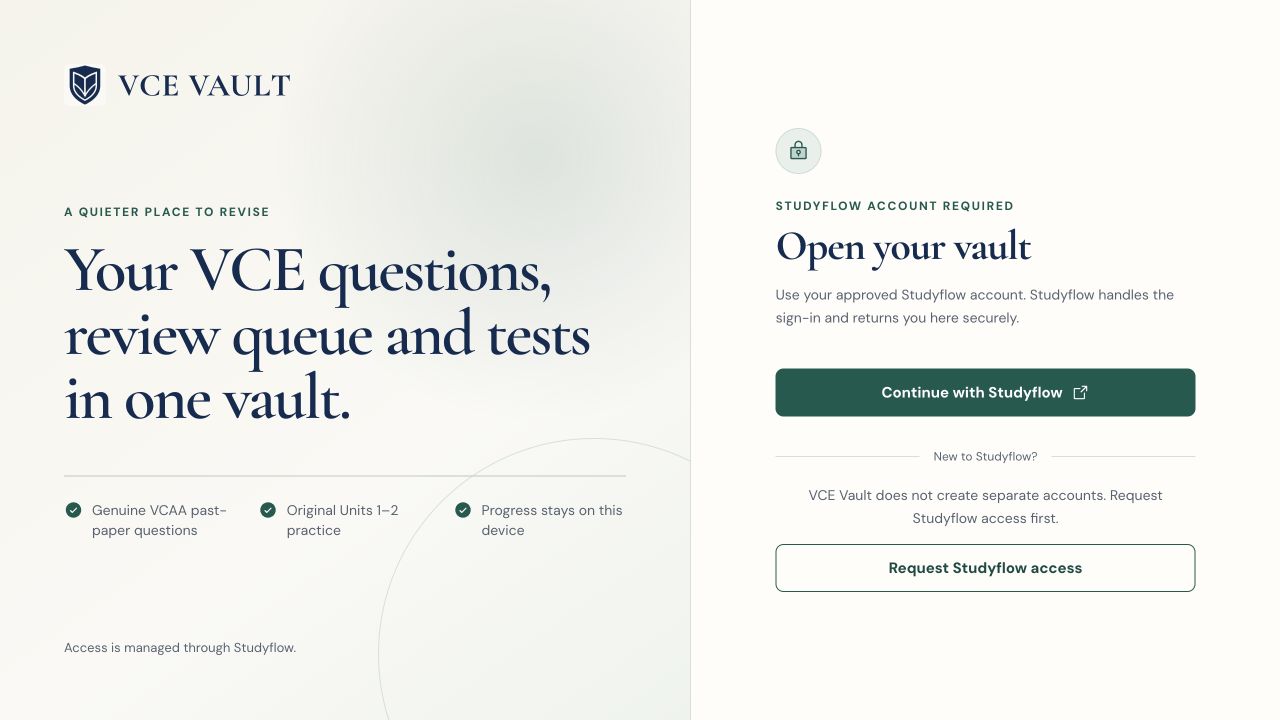 VCE VAULT
A QUIETER PLACE TO REVISE
Your VCE questions,
review queue and tests
in one vault.
Genuine VCAA past-
paper questions
Original Units 1–2
practice
Progress stays on this
device
Access is managed through Studyflow.
STUDYFLOW ACCOUNT REQUIRED
Open your vault
Use your approved Studyflow account. Studyflow handles the
sign-in and returns you here securely.
Continue with Studyflow
New to Studyflow?
VCE Vault does not create separate accounts. Request
Studyflow access first.
Request Studyflow access